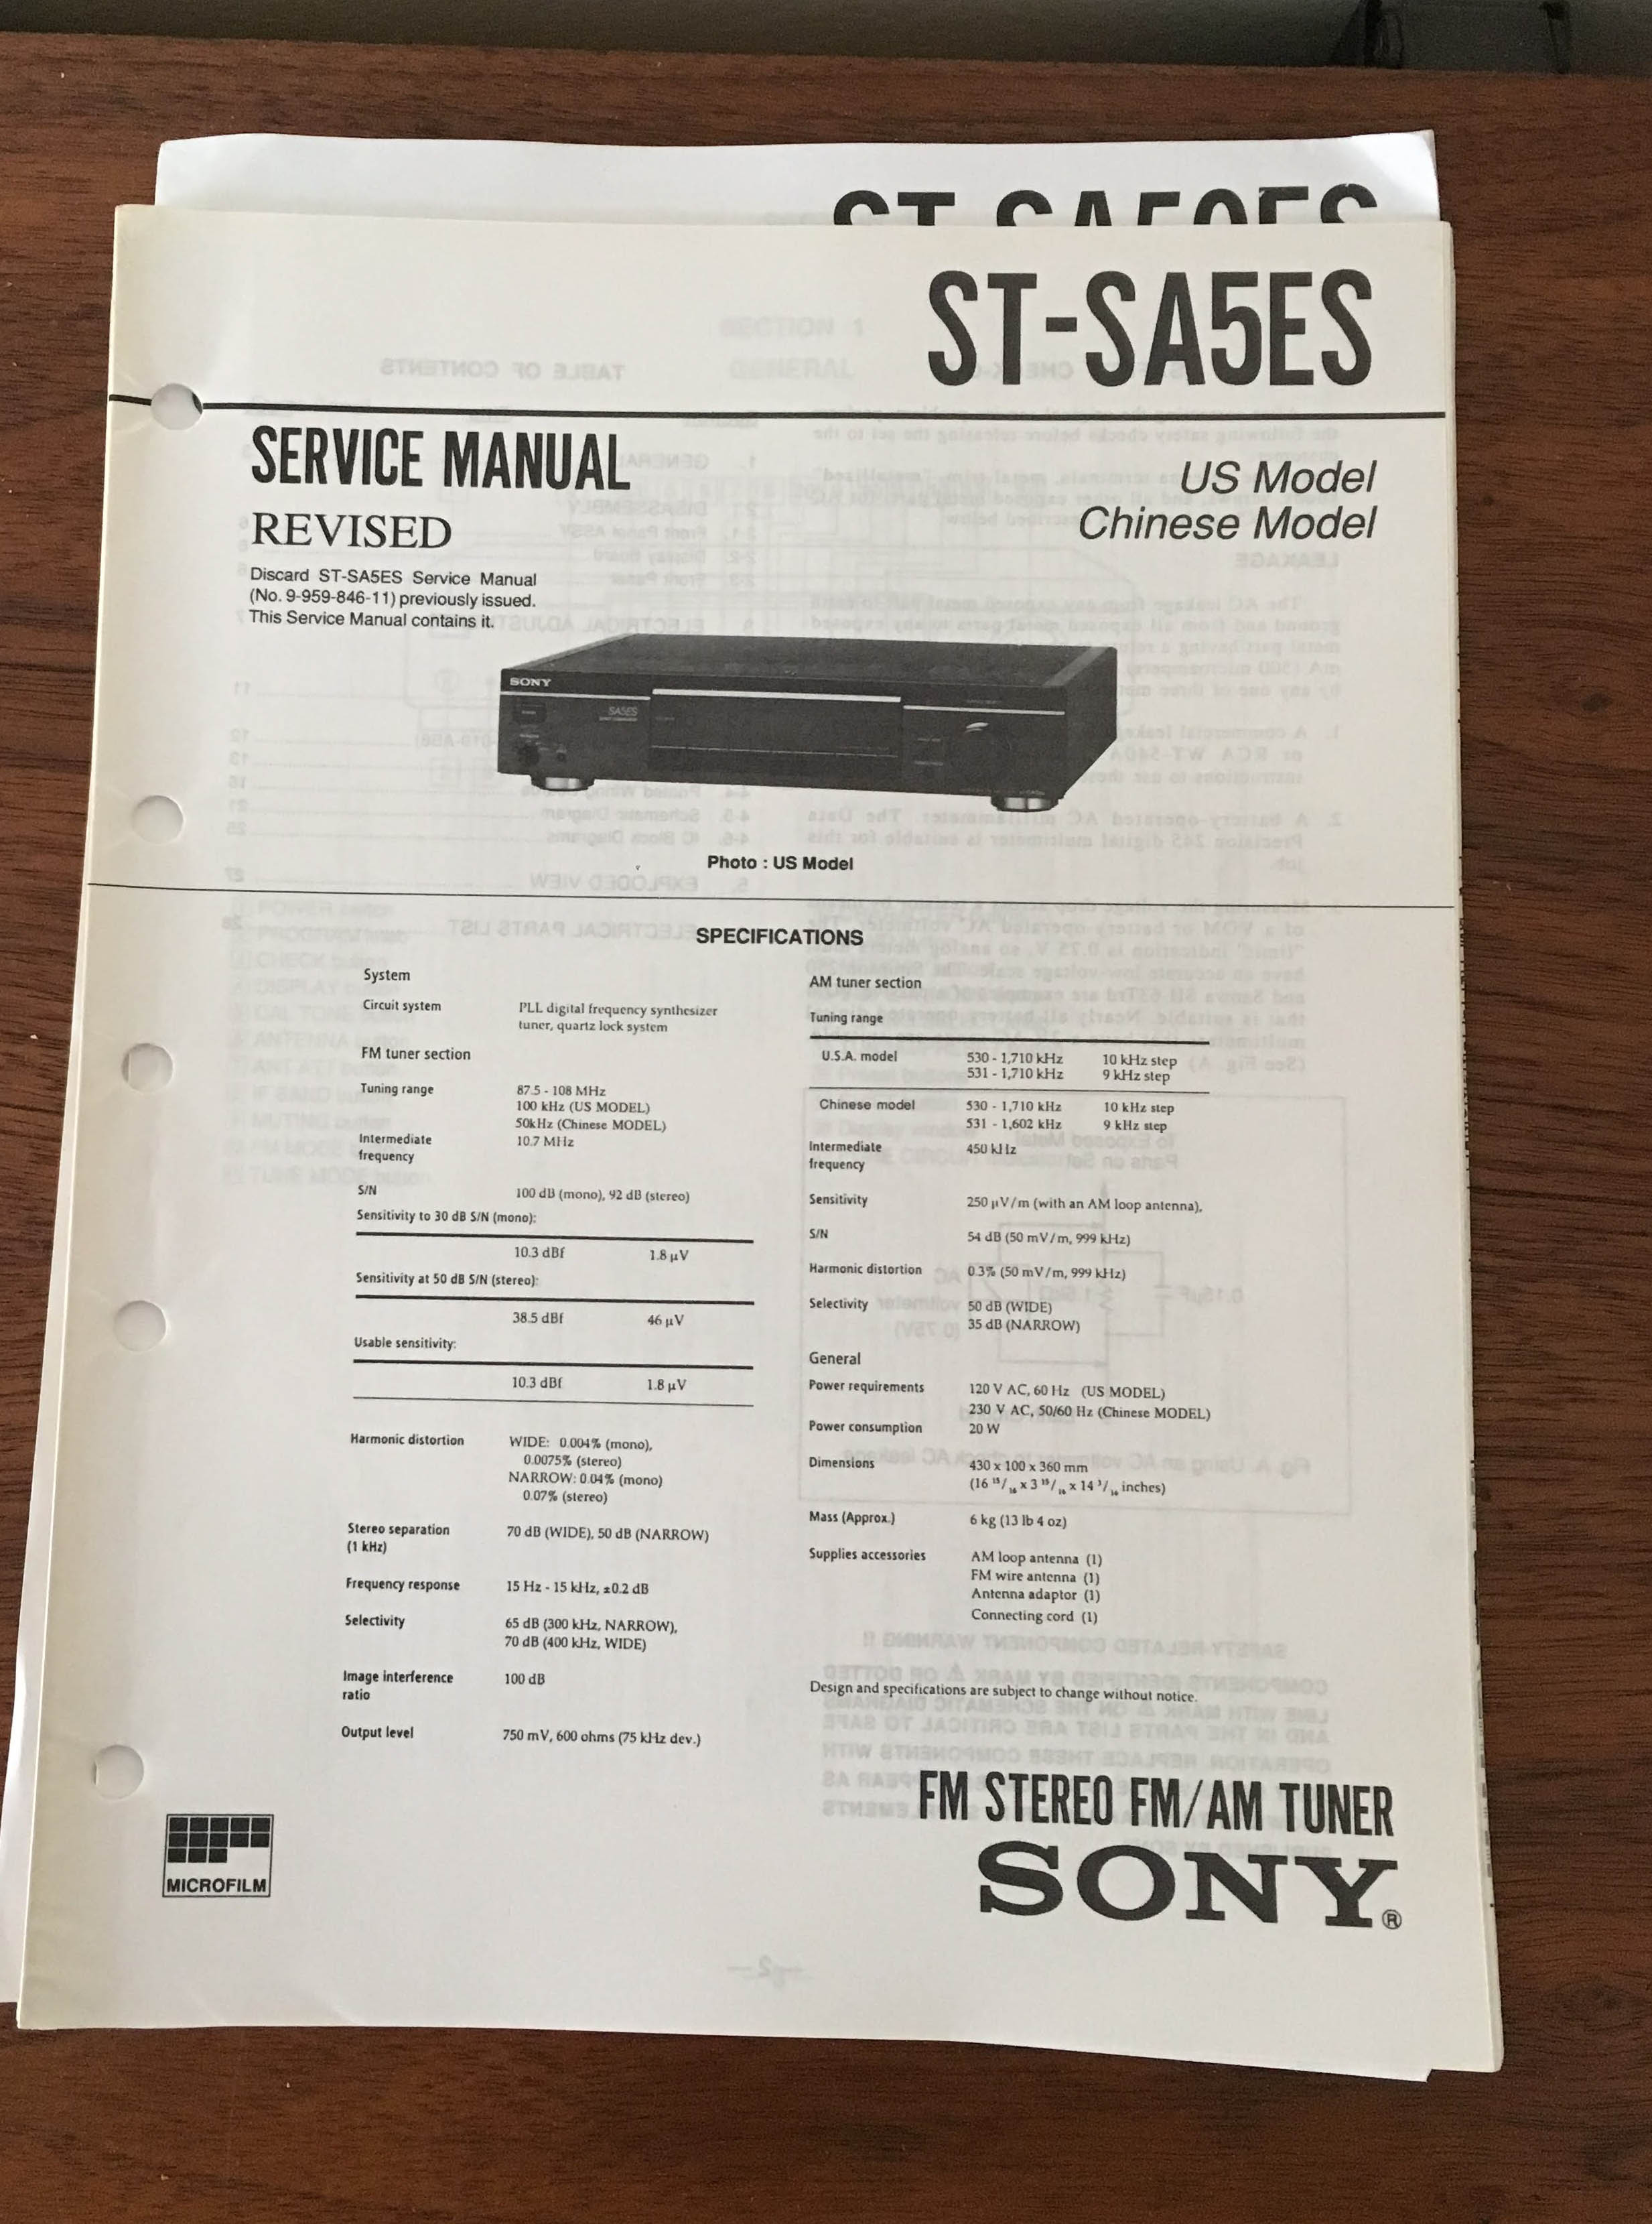 ST-SA5ES
SERVICE MANUAL
REVISED
Discard ST-SA5ES Service Manual
(No. 9-959-846-11) previously issued.
This Service Manual contains it.
US Model
Chinese Model
SONY
SA5ES
Photo : US Model
SPECIFICATIONS
System
Circuit system PLL digital frequency synthesizer
tuner, quartz lock system
FM tuner section
Tuning range 87.5 - 108 MHz
100 kHz (US MODEL)
50kHz (Chinese MODEL)
Intermediate 10.7 MHz
frequency
S/N 100 dB (mono), 92 dB (stereo)
Sensitivity to 30 dB S/N (mono):
10.3 dBf 1.8 µV
Sensitivity at 50 dB S/N (stereo):
38.5 dBf 46 µV
Usable sensitivity:
10.3 dBf 1.8 µV
Harmonic distortion WIDE: 0.004% (mono),
0.0075% (stereo)
NARROW: 0.04% (mono)
0.07% (stereo)
Stereo separation 70 dB (WIDE), 50 dB (NARROW)
(1 kHz)
Frequency response 15 Hz - 15 kHz, ±0.2 dB
Selectivity 65 dB (300 kHz, NARROW),
70 dB (400 kHz, WIDE)
Image interference 100 dB
ratio
Output level 750 mV, 600 ohms (75 kHz dev.)
AM tuner section
Tuning range
U.S.A. model 530 - 1,710 kHz 10 kHz step
531 - 1,710 kHz 9 kHz step
Chinese model 530 - 1,710 kHz 10 kHz step
531 - 1,602 kHz 9 kHz step
Intermediate 450 kHz
frequency
Sensitivity 250 µV/m (with an AM loop antenna),
S/N 54 dB (50 mV/m, 999 kHz)
Harmonic distortion 0.3% (50 mV/m, 999 kHz)
Selectivity 50 dB (WIDE)
35 dB (NARROW)
General
Power requirements 120 V AC, 60 Hz (US MODEL)
230 V AC, 50/60 Hz (Chinese MODEL)
Power consumption 20 W
Dimensions 430 x 100 x 360 mm
(16 15/16 x 3 15/16 x 14 3/16 inches)
Mass (Approx.) 6 kg (13 lb 4 oz)
Supplies accessories AM loop antenna (1)
FM wire antenna (1)
Antenna adaptor (1)
Connecting cord (1)
Design and specifications are subject to change without notice.
FM STEREO FM/AM TUNER
SONY®
MICROFILM